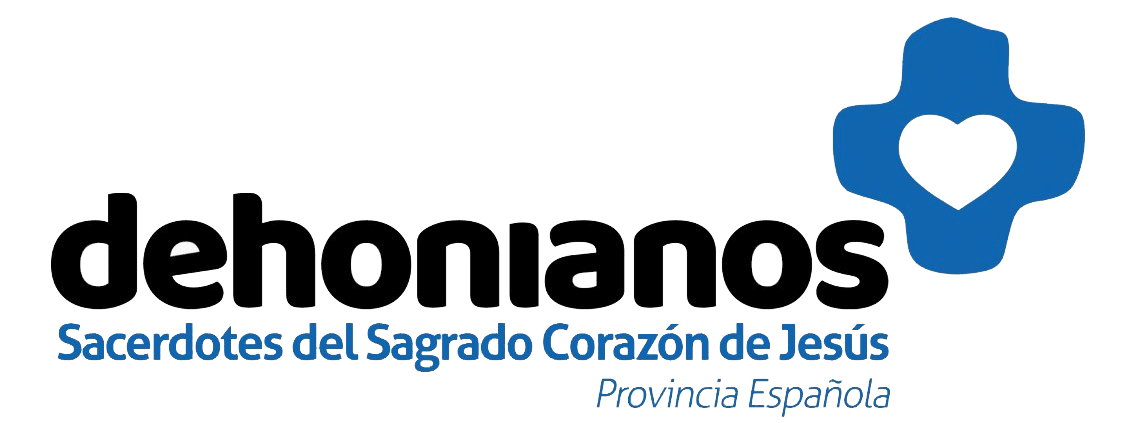 dehonianos
Sacerdotes del Sagrado Corazón de Jesús
Provincia Española